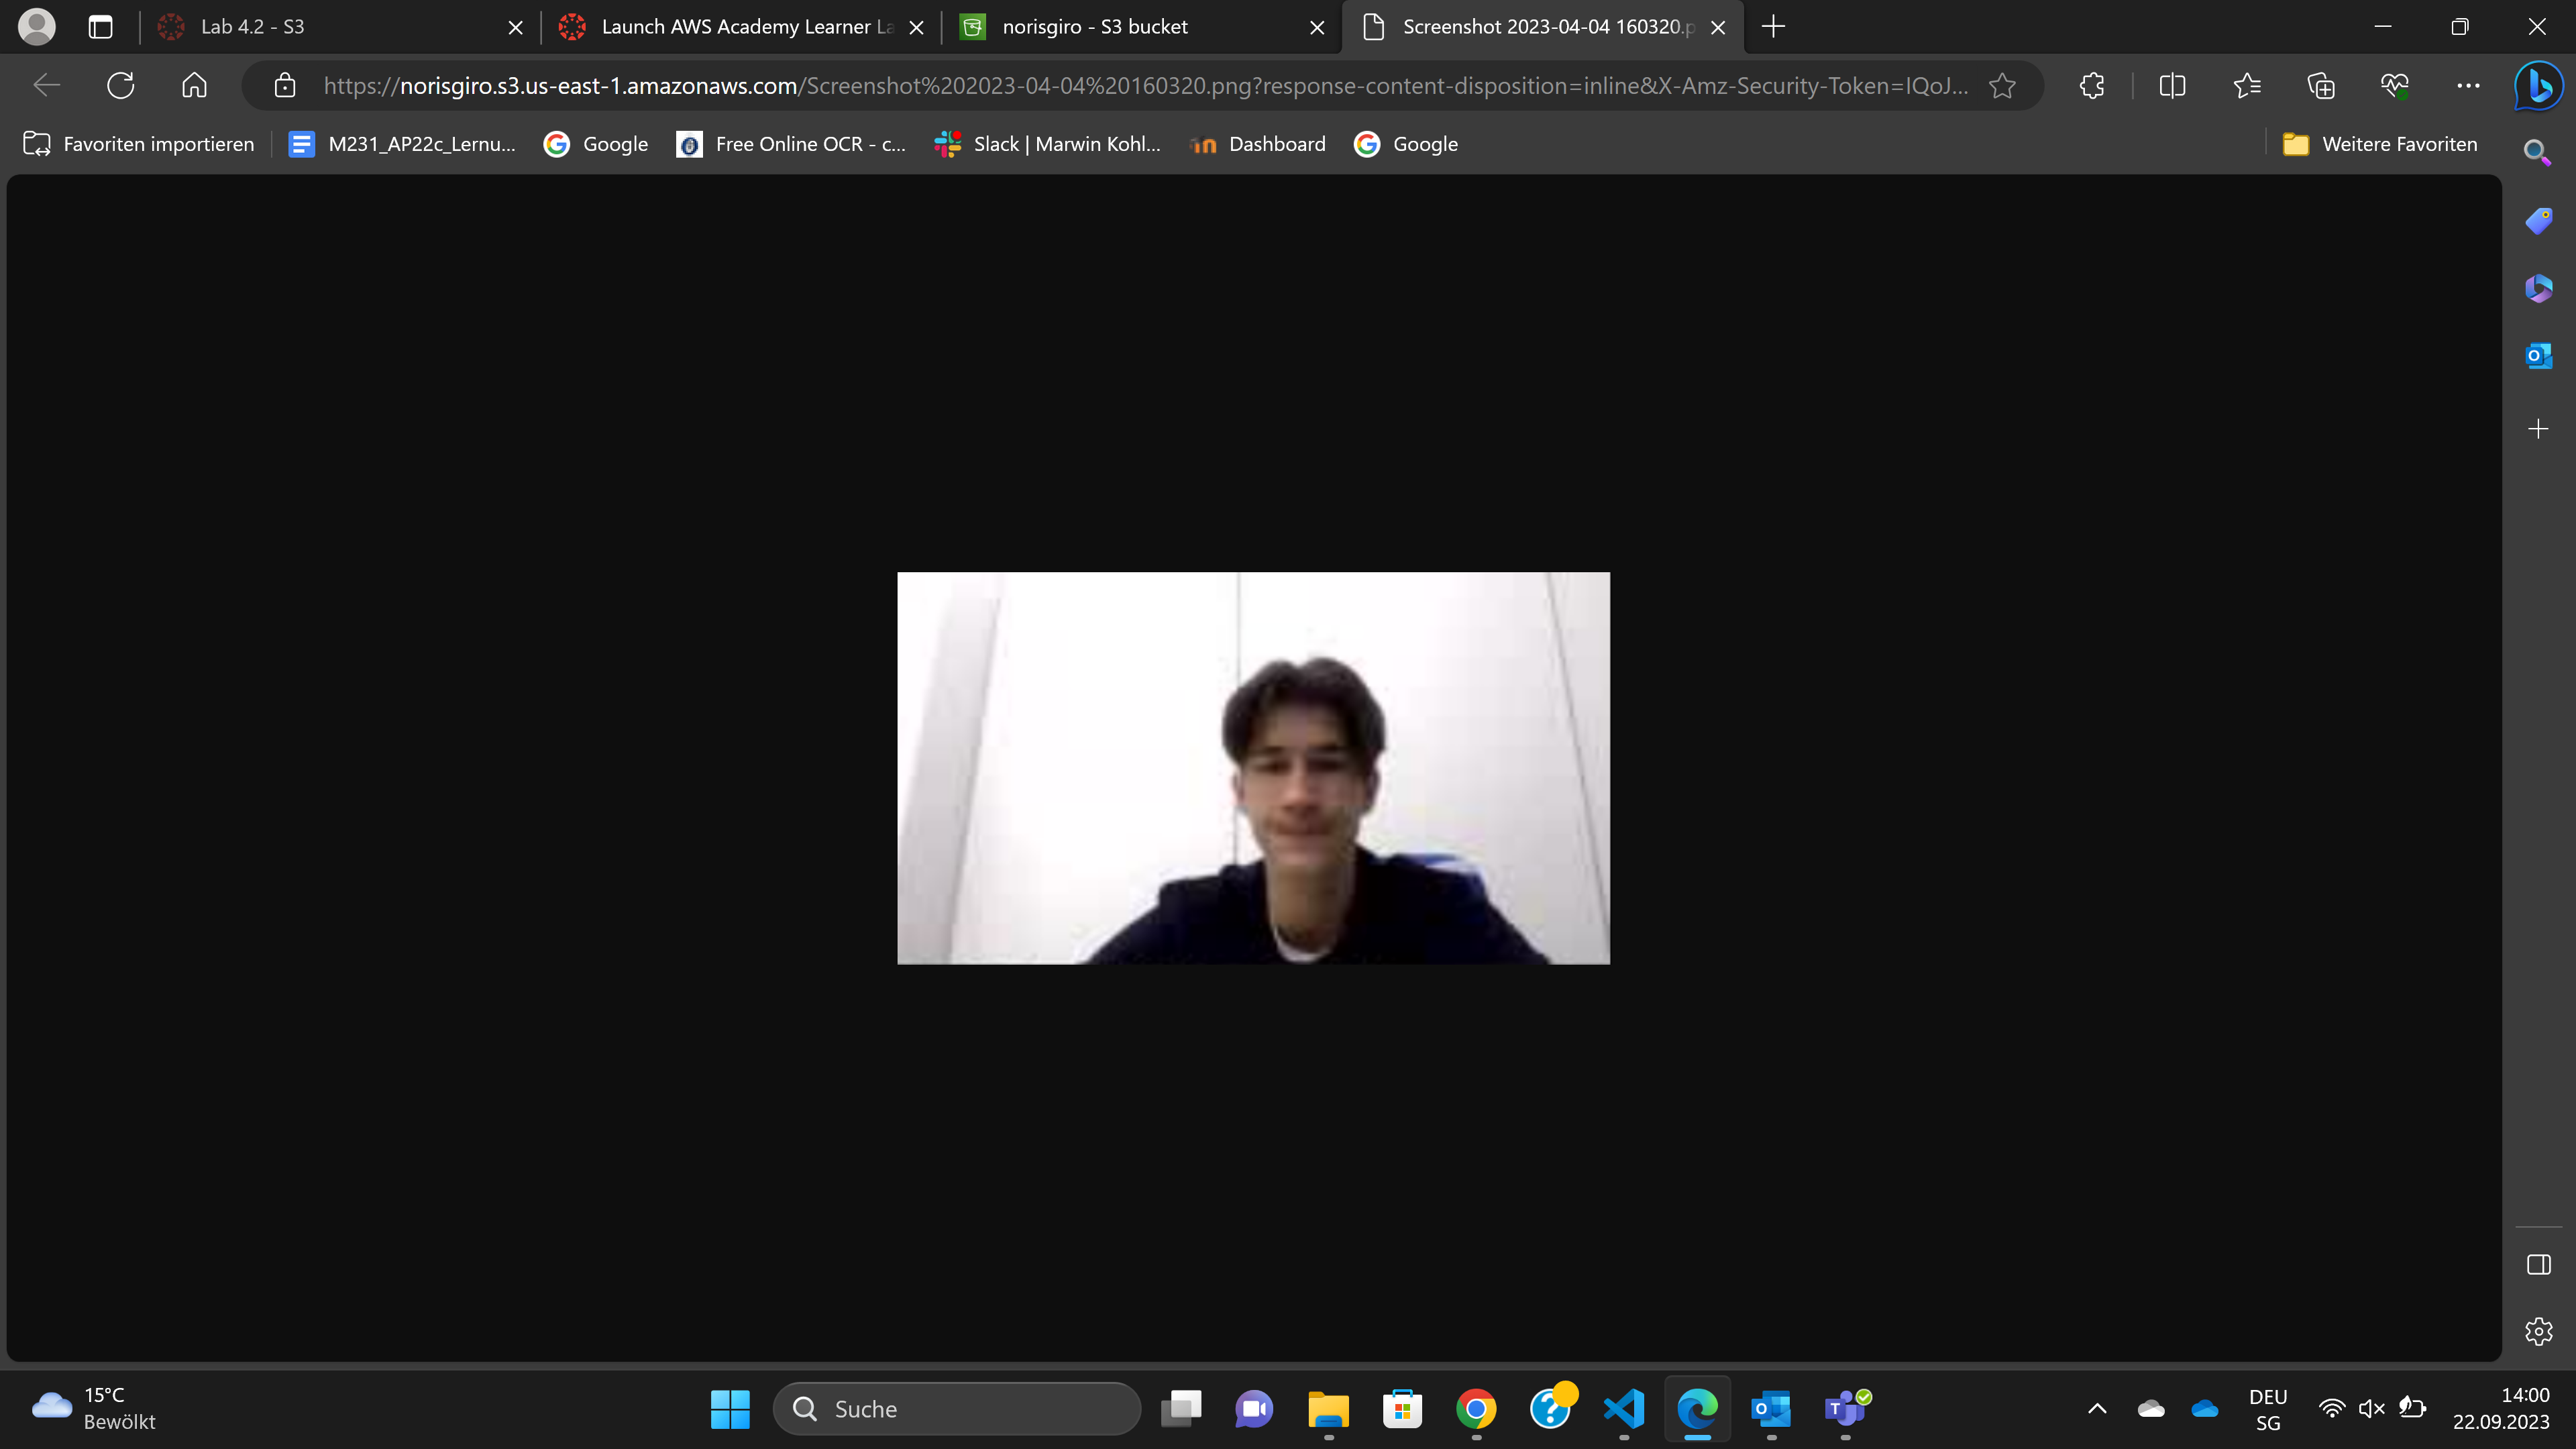 Lab 4.2 - S3
Launch AWS Academy Learner La
norisgiro - S3 bucket
Screenshot 2023-04-04 160320.p
https://norisgiro.s3.us-east-1.amazonaws.com/Screenshot%202023-04-04%20160320.png?response-content-disposition=inline&X-Amz-Security-Token=IQoJ...
Favoriten importieren
M231_AP22c_Lernu...
Google
Free Online OCR - c...
Slack | Marwin Kohl...
Dashboard
Google
Weitere Favoriten
15°C
Bewölkt
Suche
DEU
SG
14:00
22.09.2023